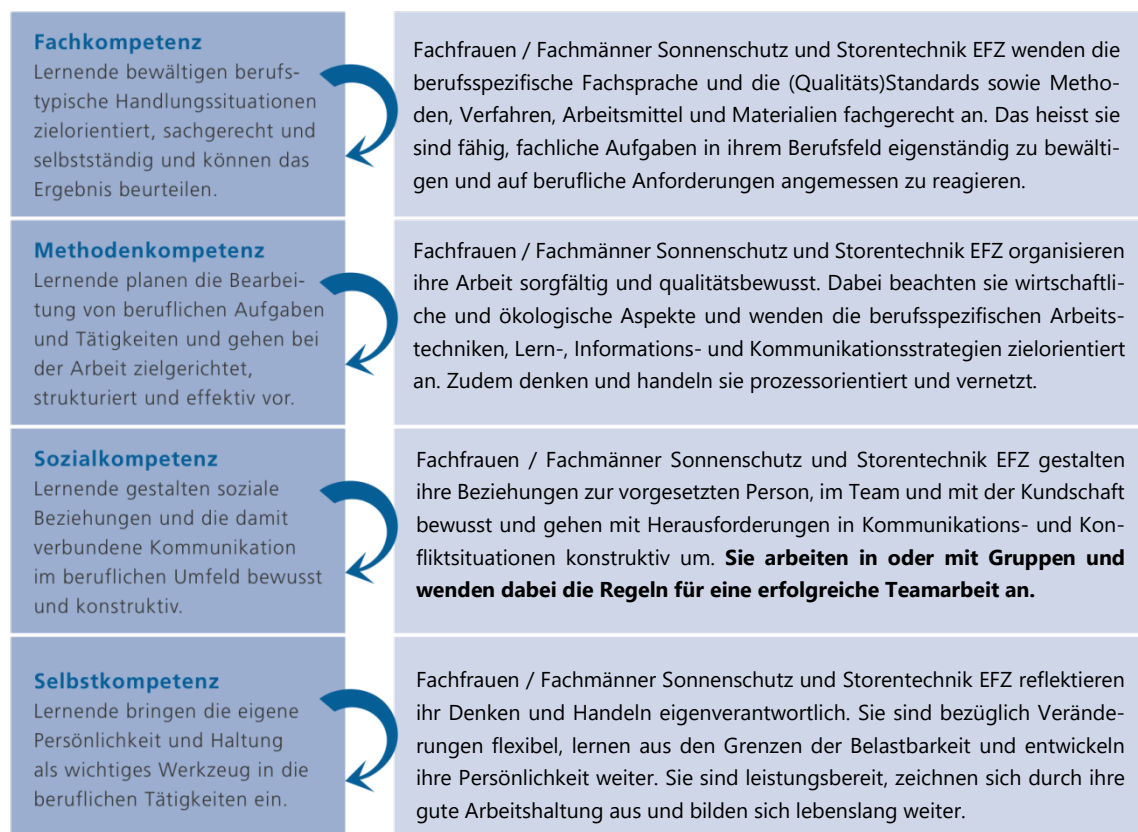 Fachkompetenz
Lernende bewältigen berufs-
typische Handlungssituationen
zielorientiert, sachgerecht und
selbstständig und können das
Ergebnis beurteilen.
Fachfrauen / Fachmänner Sonnenschutz und Storentechnik EFZ wenden die
berufsspezifische Fachsprache und die (Qualitäts)Standards sowie Metho-
den, Verfahren, Arbeitsmittel und Materialien fachgerecht an. Das heisst sie
sind fähig, fachliche Aufgaben in ihrem Berufsfeld eigenständig zu bewälti-
gen und auf berufliche Anforderungen angemessen zu reagieren.
Methodenkompetenz
Lernende planen die Bearbei-
tung von beruflichen Aufgaben
und Tätigkeiten und gehen bei
der Arbeit zielgerichtet,
strukturiert und effektiv vor.
Fachfrauen / Fachmänner Sonnenschutz und Storentechnik EFZ organisieren
ihre Arbeit sorgfältig und qualitätsbewusst. Dabei beachten sie wirtschaftli-
che und ökologische Aspekte und wenden die berufsspezifischen Arbeits-
techniken, Lern-, Informations- und Kommunikationsstrategien zielorientiert
an. Zudem denken und handeln sie prozessorientiert und vernetzt.
Sozialkompetenz
Lernende gestalten soziale
Beziehungen und die damit
verbundene Kommunikation
im beruflichen Umfeld bewusst
und konstruktiv.
Fachfrauen / Fachmänner Sonnenschutz und Storentechnik EFZ gestalten
ihre Beziehungen zur vorgesetzten Person, im Team und mit der Kundschaft
bewusst und gehen mit Herausforderungen in Kommunikations- und Kon-
fliktsituationen konstruktiv um. Sie arbeiten in oder mit Gruppen und
wenden dabei die Regeln für eine erfolgreiche Teamarbeit an.
Selbstkompetenz
Lernende bringen die eigene
Persönlichkeit und Haltung
als wichtiges Werkzeug in die
beruflichen Tätigkeiten ein.
Fachfrauen / Fachmänner Sonnenschutz und Storentechnik EFZ reflektieren
ihr Denken und Handeln eigenverantwortlich. Sie sind bezüglich Verände-
rungen flexibel, lernen aus den Grenzen der Belastbarkeit und entwickeln
ihre Persönlichkeit weiter. Sie sind leistungsbereit, zeichnen sich durch ihre
gute Arbeitshaltung aus und bilden sich lebenslang weiter.